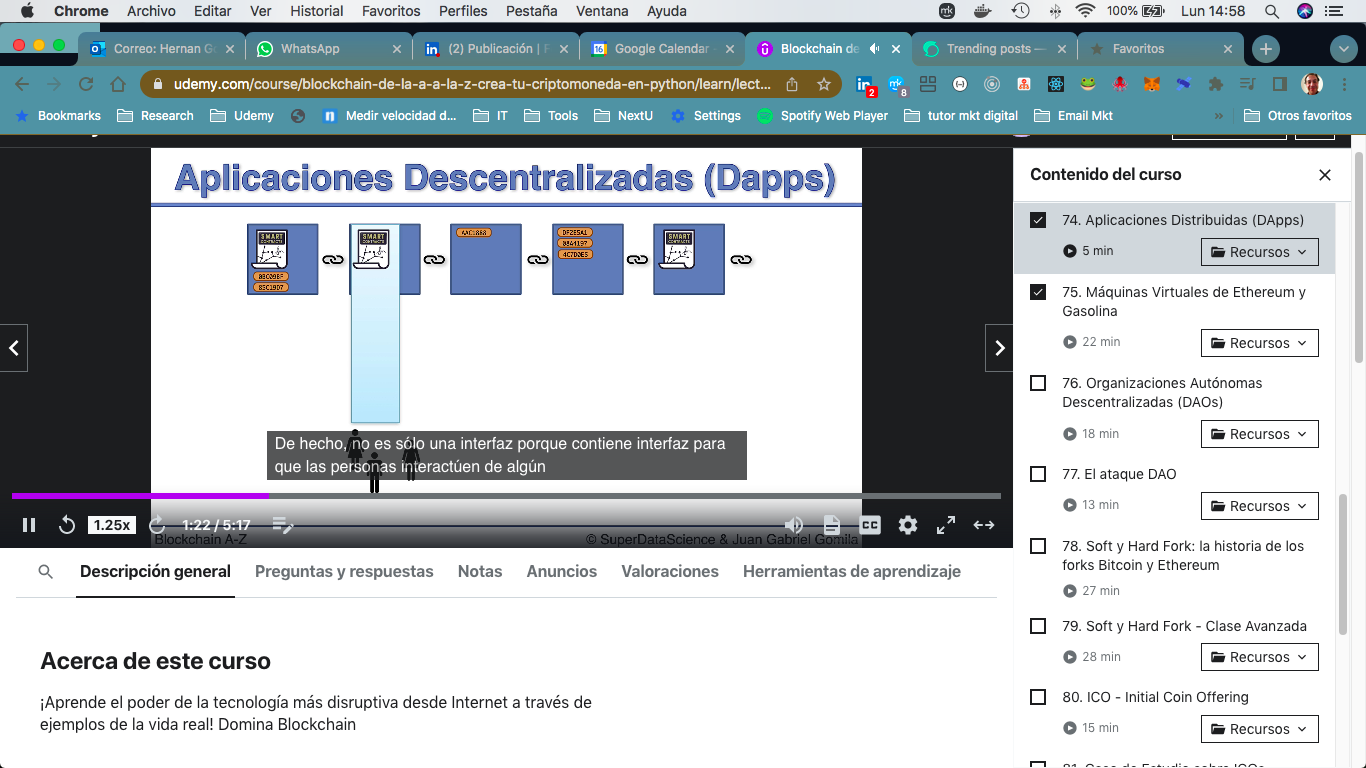 Chrome Archivo Editar Ver Historial Favoritos Perfiles Pestaña Ventana Ayuda
100% Lun 14:58
Correo: Hernan G
WhatsApp
(2) Publicación | F
Google Calendar
Blockchain de
Trending posts —
Favoritos
udemy.com/course/blockchain-de-la-a-a-la-z-crea-tu-criptomoneda-en-python/learn/lect...
2
8
Bookmarks Research Udemy Medir velocidad d... IT Tools NextU Settings Spotify Web Player tutor mkt digital Email Mkt » Otros favoritos
Aplicaciones Descentralizadas (Dapps)
SMART
CONTRACTS
SMART
CONTRACTS
AAC1888
DF2E5A1
88A4197
4C7D0E5
SMART
CONTRACTS
De hecho, no es sólo una interfaz porque contiene interfaz para
que las personas interactúen de algún
1.25x
1:22 / 5:17
CC
Blockchain A-Z
© SuperDataScience & Juan Gabriel Gomila
Contenido del curso
74. Aplicaciones Distribuidas (DApps)
5 min
Recursos
75. Máquinas Virtuales de Ethereum y
Gasolina
22 min
Recursos
76. Organizaciones Autónomas
Descentralizadas (DAOs)
18 min
Recursos
77. El ataque DAO
13 min
Recursos
78. Soft y Hard Fork: la historia de los
forks Bitcoin y Ethereum
27 min
79. Soft y Hard Fork - Clase Avanzada
28 min
Recursos
80. ICO - Initial Coin Offering
15 min
Recursos
Descripción general Preguntas y respuestas Notas Anuncios Valoraciones Herramientas de aprendizaje
Acerca de este curso
¡Aprende el poder de la tecnología más disruptiva desde Internet a través de
ejemplos de la vida real! Domina Blockchain